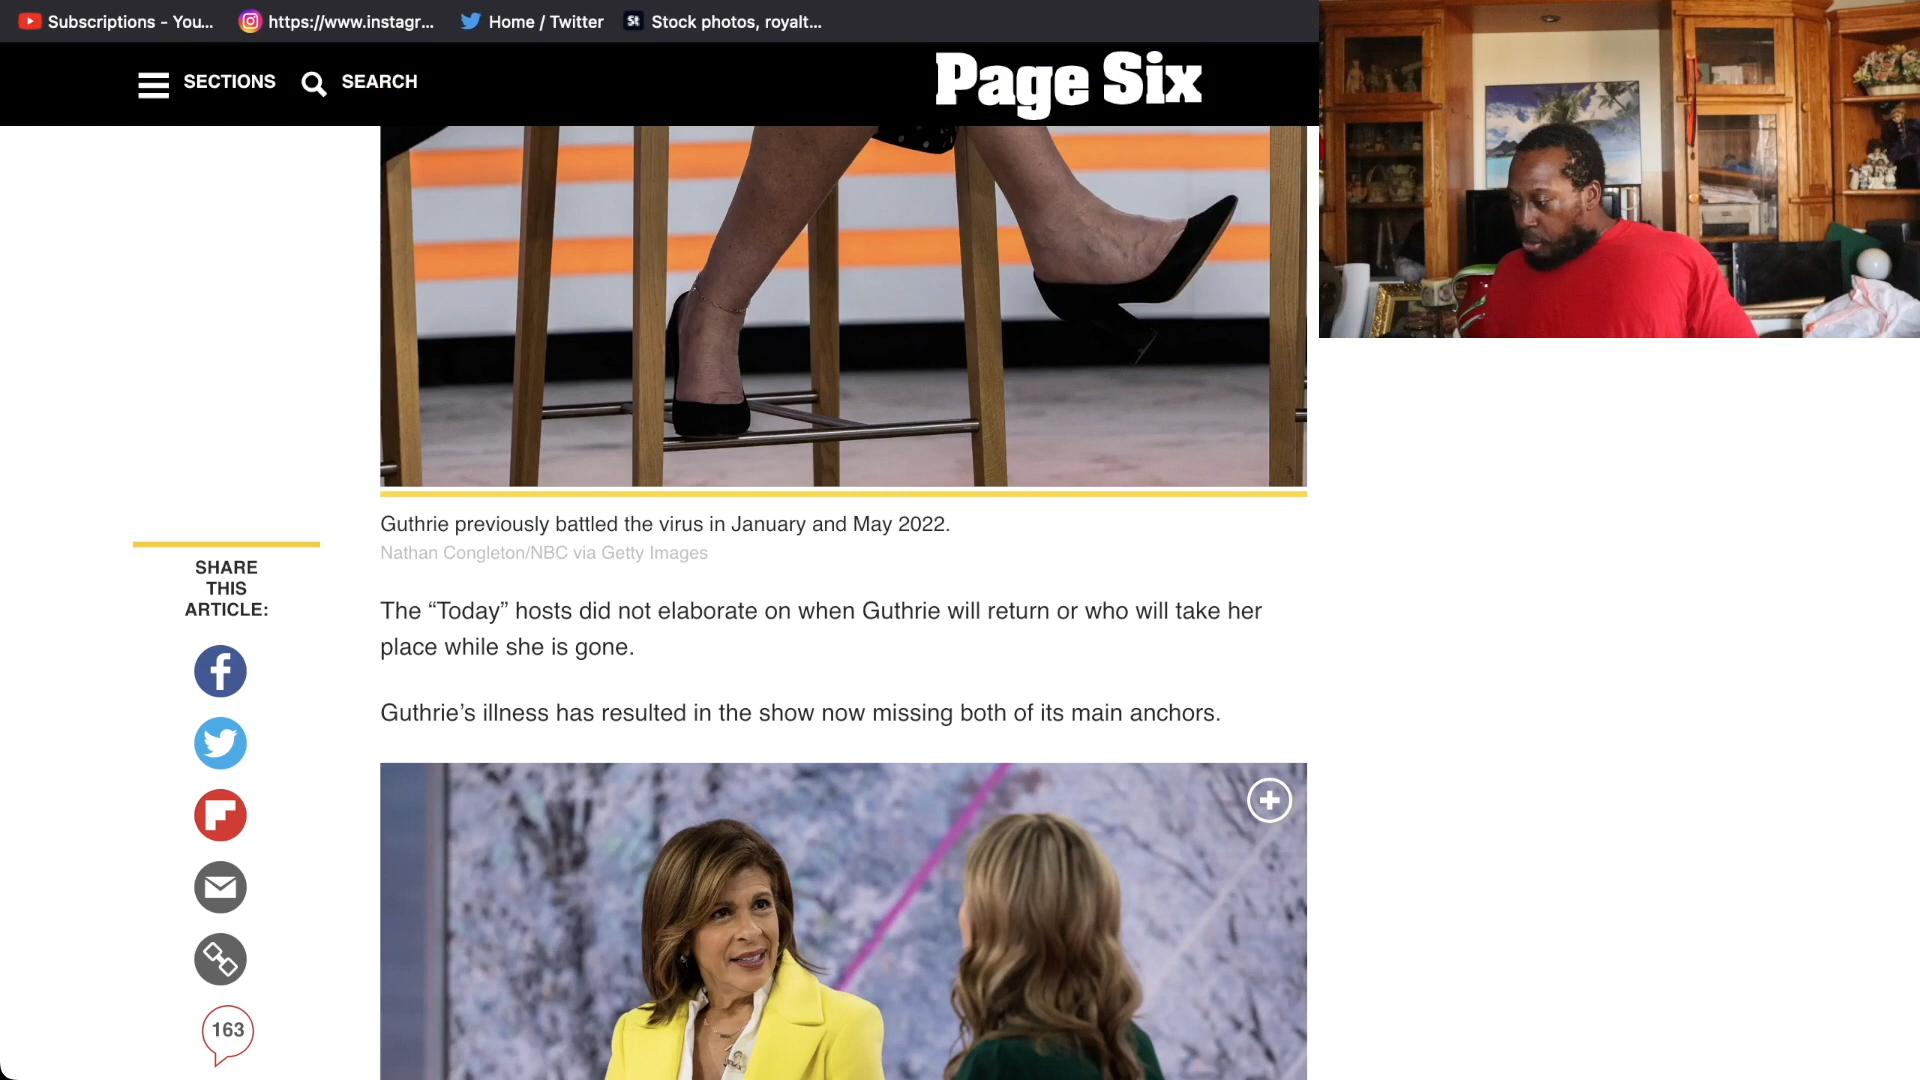 Subscriptions - You...
https://www.instagr...
Home / Twitter
St
Stock photos, royalt...
SECTIONS
SEARCH
Page Six
Guthrie previously battled the virus in January and May 2022.
Nathan Congleton/NBC via Getty Images
SHARE
THIS
ARTICLE:
The “Today” hosts did not elaborate on when Guthrie will return or who will take her
place while she is gone.
Guthrie’s illness has resulted in the show now missing both of its main anchors.
163